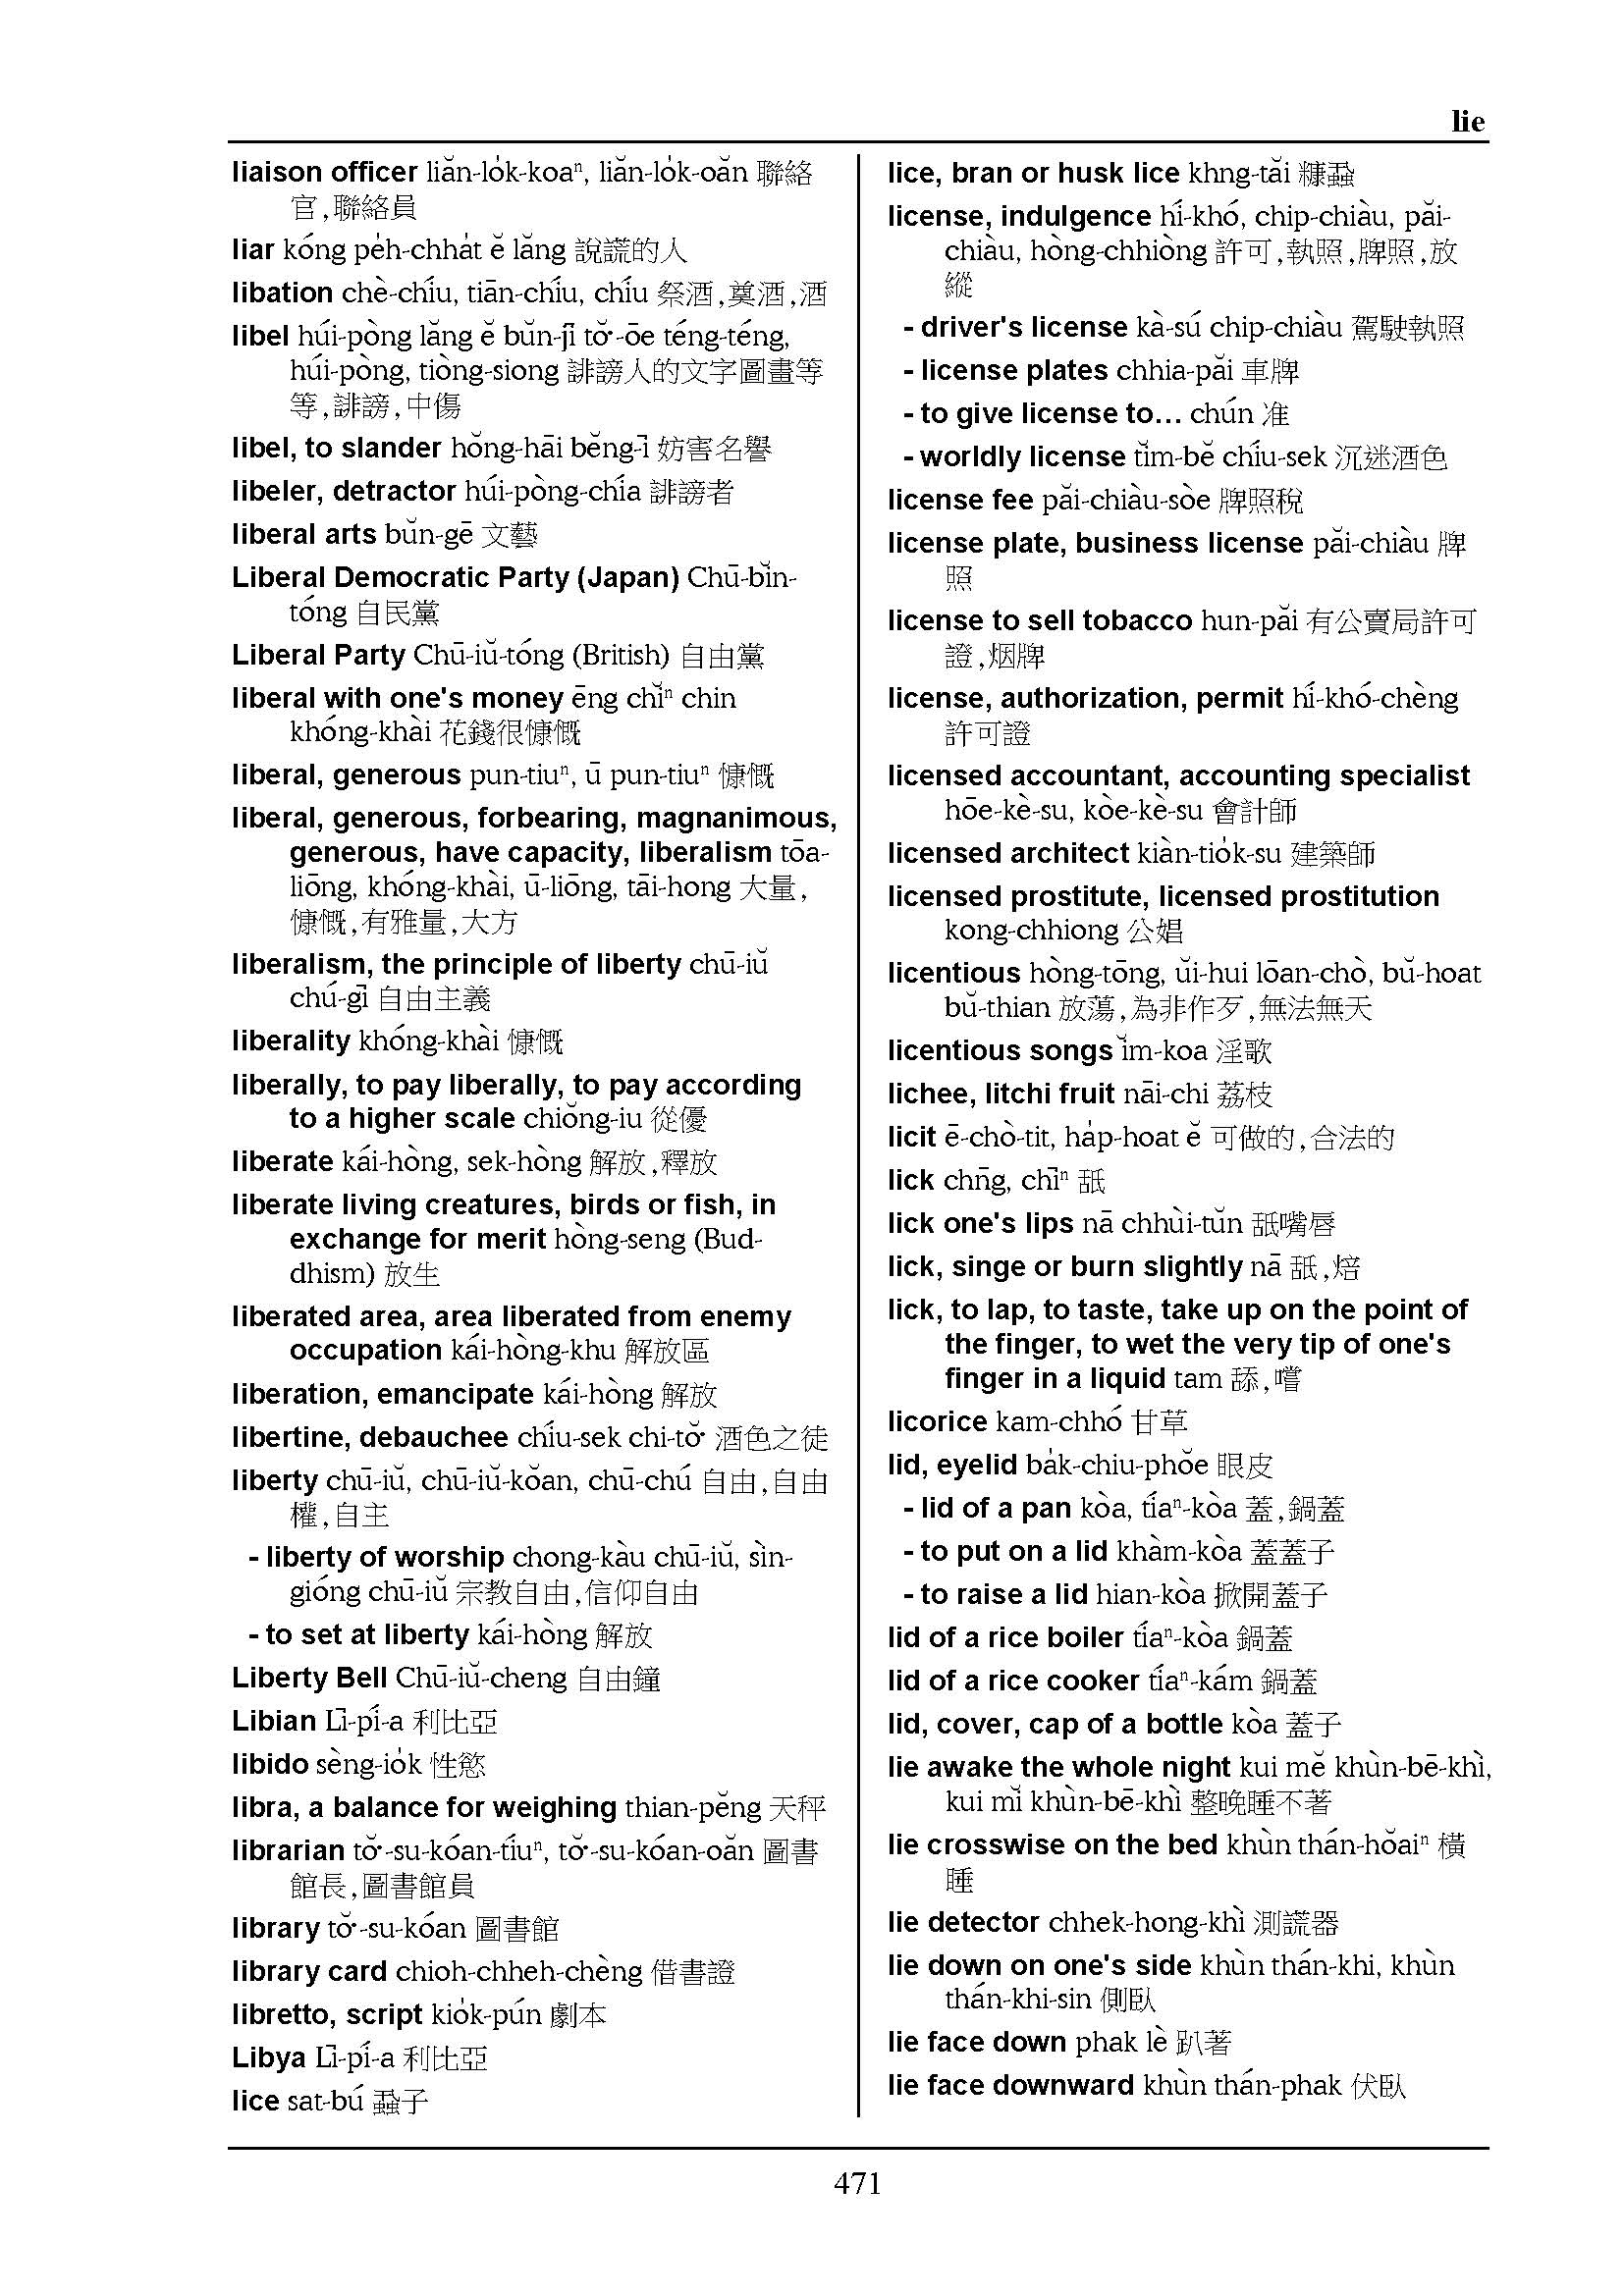 lie
liaison officer liăn-lo̍k-koaⁿ, liăn-lo̍k-oăn 聯絡
官,聯絡員
liar kóng pe̍h-chha̍t ĕ lăng 說謊的人
libation chè-chíu, tiān-chíu, chíu 祭酒,奠酒,酒
libel húi-pòng lăng ĕ bŭn-jī tŏ͘-ōe téng-téng,
húi-pòng, tiòng-siong 誹謗人的文字圖畫等
等,誹謗,中傷
libel, to slander hŏng-hāi bĕng-ī 妨害名譽
libeler, detractor húi-pòng-chía 誹謗者
liberal arts bŭn-gē 文藝
Liberal Democratic Party (Japan) Chū-bĭn-
tóng 自民黨
Liberal Party Chū-iŭ-tóng (British) 自由黨
liberal with one's money ēng chĭⁿ chin
khóng-khài 花錢很慷慨
liberal, generous pun-tiuⁿ, ū pun-tiuⁿ 慷慨
liberal, generous, forbearing, magnanimous,
generous, have capacity, liberalism tōa-
liōng, khóng-khài, ū-liōng, tāi-hong 大量,
慷慨,有雅量,大方
liberalism, the principle of liberty chū-iŭ
chú-gī 自由主義
liberality khóng-khài 慷慨
liberally, to pay liberally, to pay according
to a higher scale chiŏng-iu 從優
liberate kái-hòng, sek-hòng 解放,釋放
liberate living creatures, birds or fish, in
exchange for merit hòng-seng (Bud-
dhism) 放生
liberated area, area liberated from enemy
occupation kái-hòng-khu 解放區
liberation, emancipate kái-hòng 解放
libertine, debauchee chíu-sek chi-tŏ͘ 酒色之徒
liberty chū-iŭ, chū-iŭ-kŏan, chū-chú 自由,自由
權,自主
- liberty of worship chong-kàu chū-iŭ, sìn-
gióng chū-iŭ 宗教自由,信仰自由
- to set at liberty kái-hòng 解放
Liberty Bell Chū-iŭ-cheng 自由鐘
Libian Lī-pí-a 利比亞
libido sèng-io̍k 性慾
libra, a balance for weighing thian-pĕng 天秤
librarian tŏ͘-su-kóan-tíuⁿ, tŏ͘-su-kóan-oăn 圖書
館長,圖書館員
library tŏ͘-su-kóan 圖書館
library card chioh-chheh-chèng 借書證
libretto, script kio̍k-pún 劇本
Libya Lī-pí-a 利比亞
lice sat-bú 蝨子
lice, bran or husk lice khng-tăi 糠蝨
license, indulgence hí-khó, chip-chiàu, păi-
chiàu, hòng-chhiòng 許可,執照,牌照,放
縱
- driver's license kà-sú chip-chiàu 駕駛執照
- license plates chhia-păi 車牌
- to give license to… chún 准
- worldly license tĭm-bĕ chíu-sek 沉迷酒色
license fee păi-chiàu-sòe 牌照稅
license plate, business license păi-chiàu 牌
照
license to sell tobacco hun-păi 有公賣局許可
證,烟牌
license, authorization, permit hí-khó-chèng
許可證
licensed accountant, accounting specialist
hōe-kè-su, kòe-kè-su 會計師
licensed architect kiàn-tio̍k-su 建築師
licensed prostitute, licensed prostitution
kong-chhiong 公娼
licentious hòng-tōng, ŭi-hui lōan-chò, bŭ-hoat
bŭ-thian 放蕩,為非作歹,無法無天
licentious songs ĭm-koa 淫歌
lichee, litchi fruit nāi-chi 荔枝
licit ē-chò-tit, ha̍p-hoat ĕ 可做的,合法的
lick chn̄g, chīⁿ 舐
lick one's lips nā chhùi-tŭn 舐嘴唇
lick, singe or burn slightly nā 舐,焙
lick, to lap, to taste, take up on the point of
the finger, to wet the very tip of one's
finger in a liquid tam 舔,嚐
licorice kam-chhó 甘草
lid, eyelid ba̍k-chiu-phŏe 眼皮
- lid of a pan kòa, tíaⁿ-kòa 蓋,鍋蓋
- to put on a lid khàm-kòa 蓋蓋子
- to raise a lid hian-kòa 掀開蓋子
lid of a rice boiler tíaⁿ-kòa 鍋蓋
lid of a rice cooker tíaⁿ-kám 鍋蓋
lid, cover, cap of a bottle kòa 蓋子
lie awake the whole night kui mĕ khùn-bē-khì,
kui mĭ khùn-bē-khì 整晚睡不著
lie crosswise on the bed khùn thán-hŏaiⁿ 橫
睡
lie detector chhek-hong-khì 測謊器
lie down on one's side khùn thán-khi, khùn
thán-khi-sin 側臥
lie face down phak lè 趴著
lie face downward khùn thán-phak 伏臥
471